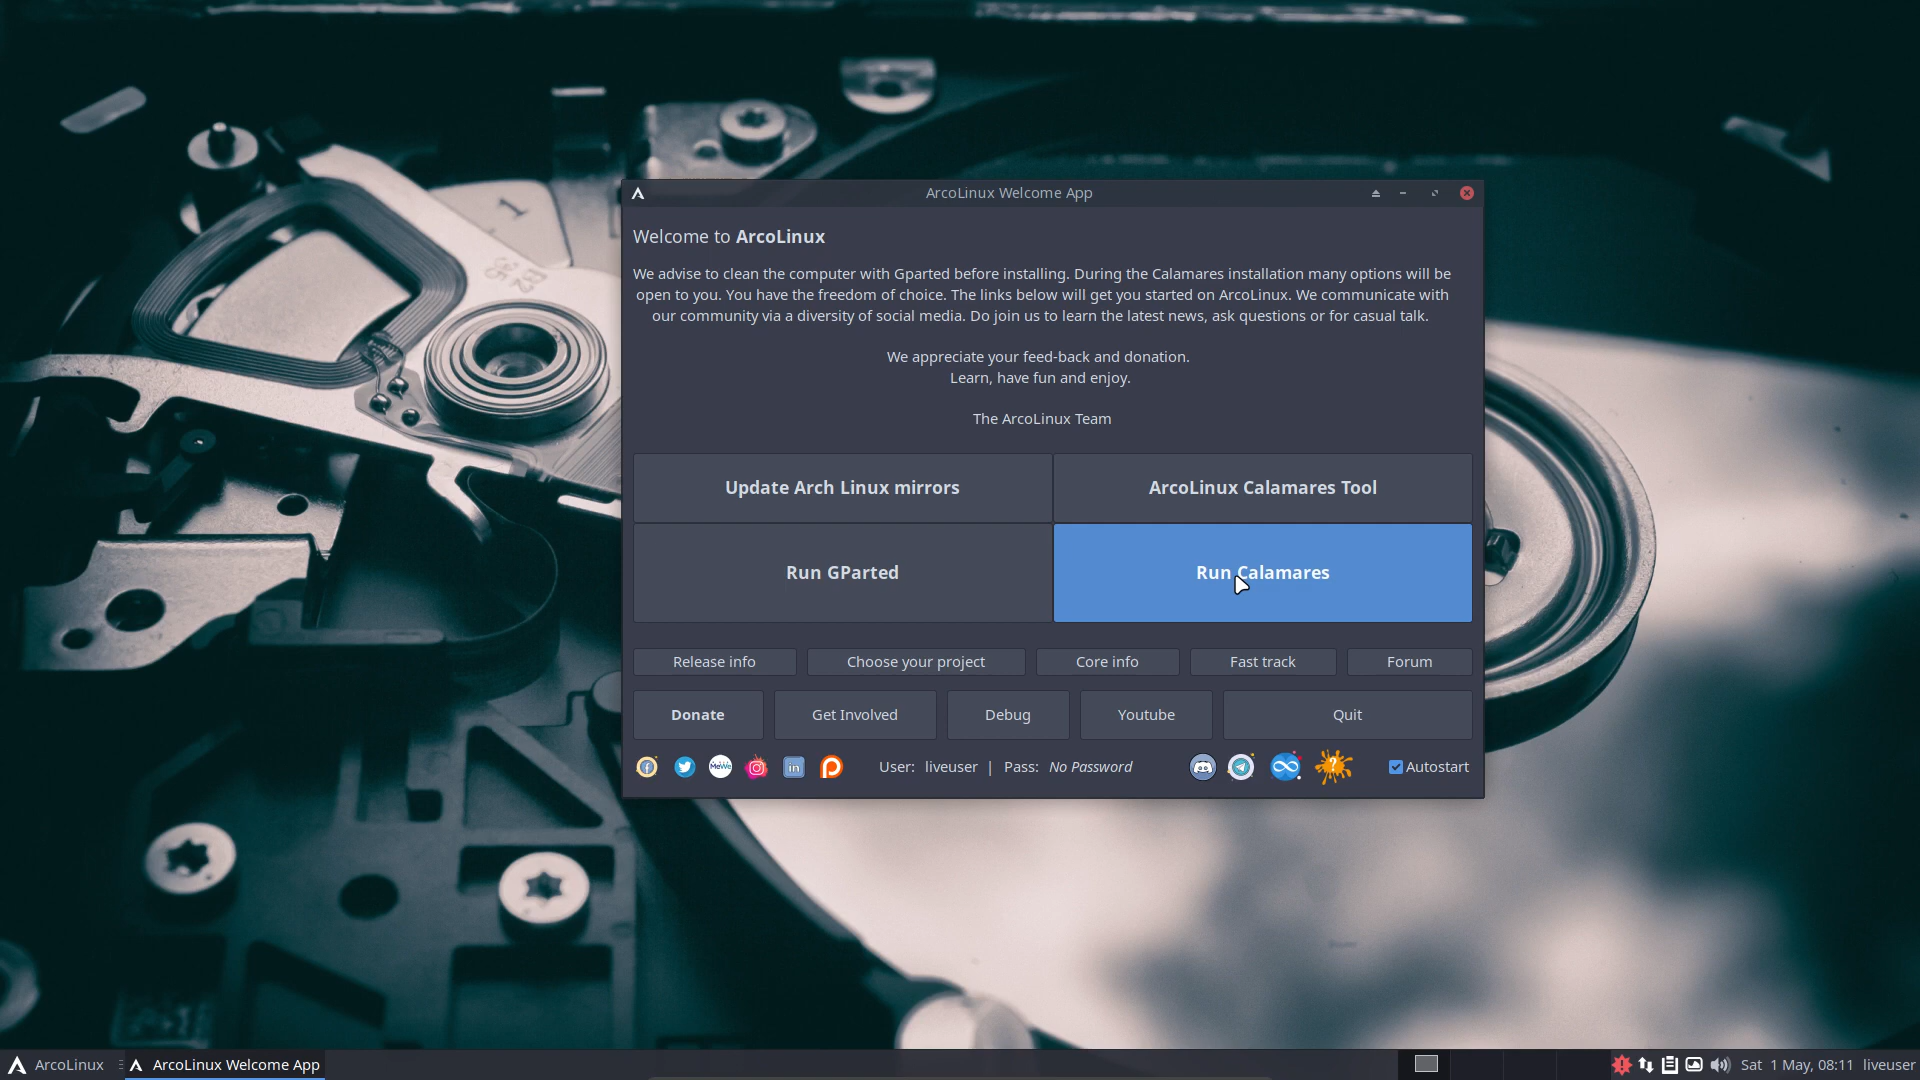 ArcoLinux Welcome App
Welcome to ArcoLinux
We advise to clean the computer with Gparted before installing. During the Calamares installation many options will be
open to you. You have the freedom of choice. The links below will get you started on ArcoLinux. We communicate with
our community via a diversity of social media. Do join us to learn the latest news, ask questions or for casual talk.
We appreciate your feed-back and donation.
Learn, have fun and enjoy.
The ArcoLinux Team
Update Arch Linux mirrors
ArcoLinux Calamares Tool
Run GParted
Run Calamares
Release info
Choose your project
Core info
Fast track
Forum
Donate
Get Involved
Debug
Youtube
Quit
MeWe
in
User: liveuser | Pass: No Password
?
Autostart
1
ArcoLinux
ArcoLinux Welcome App
Sat 1 May, 08:11 liveuser